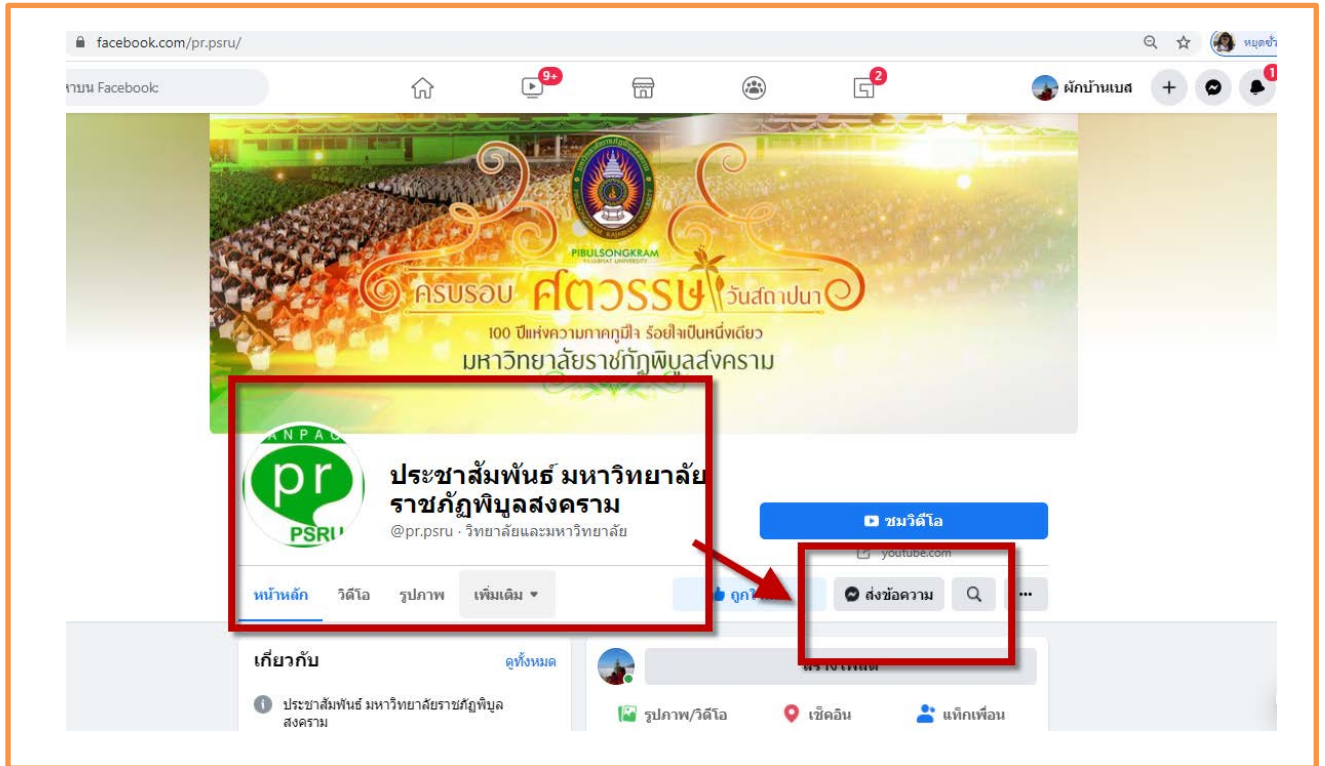 facebook.com/pr.psru/
หยุดชั่
หาบน Facebook
9+
2
ผักบ้านเบส
1
PIBULSONGKRAM
ครบรอบ ศตวรรษ วันสถาปนา
100 ปีแห่งความภาคภูมิใจ ร้อยใจเป็นหนึ่งเดียว
มหาวิทยาลัยราชภัฏพิบูลสงคราม
pr
PSRU
ประชาสัมพันธ์ มหาวิทยาลัย
ราชภัฏพิบูลสงคราม
@pr.psru · วิทยาลัยและมหาวิทยาลัย
ชมวิดีโอ
youtube.com
หน้าหลัก วิดีโอ รูปภาพ เพิ่มเติม
ส่งข้อความ
เกี่ยวกับ ดูทั้งหมด
ประชาสัมพันธ์ มหาวิทยาลัยราชภัฏพิบูล
สงคราม
รูปภาพ/วิดีโอ เช็คอิน แท็กเพื่อน